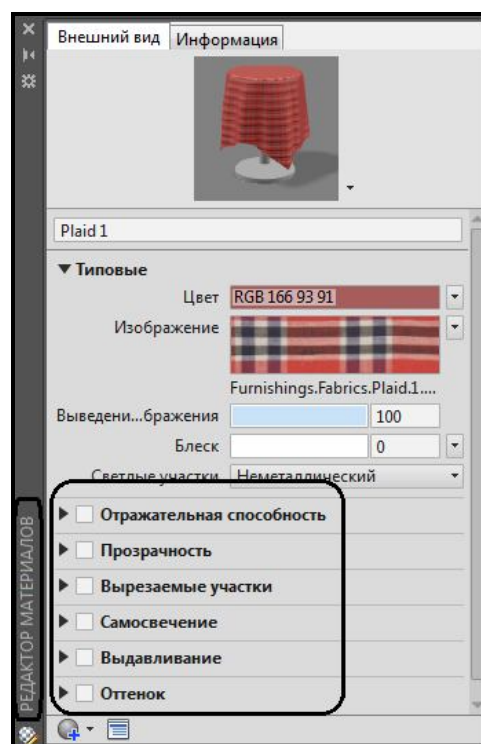 Внешний вид
Информация
Plaid 1
Типовые
Цвет RGB 166 93 91
Изображение
Furnishings.Fabrics.Plaid.1....
Выведени...бражения 100
Блеск 0
Светлые участки Неметаллический
Отражательная способность
Прозрачность
Вырезаемые участки
Самосвечение
Выдавливание
Оттенок
РЕДАКТОР МАТЕРИАЛОВ